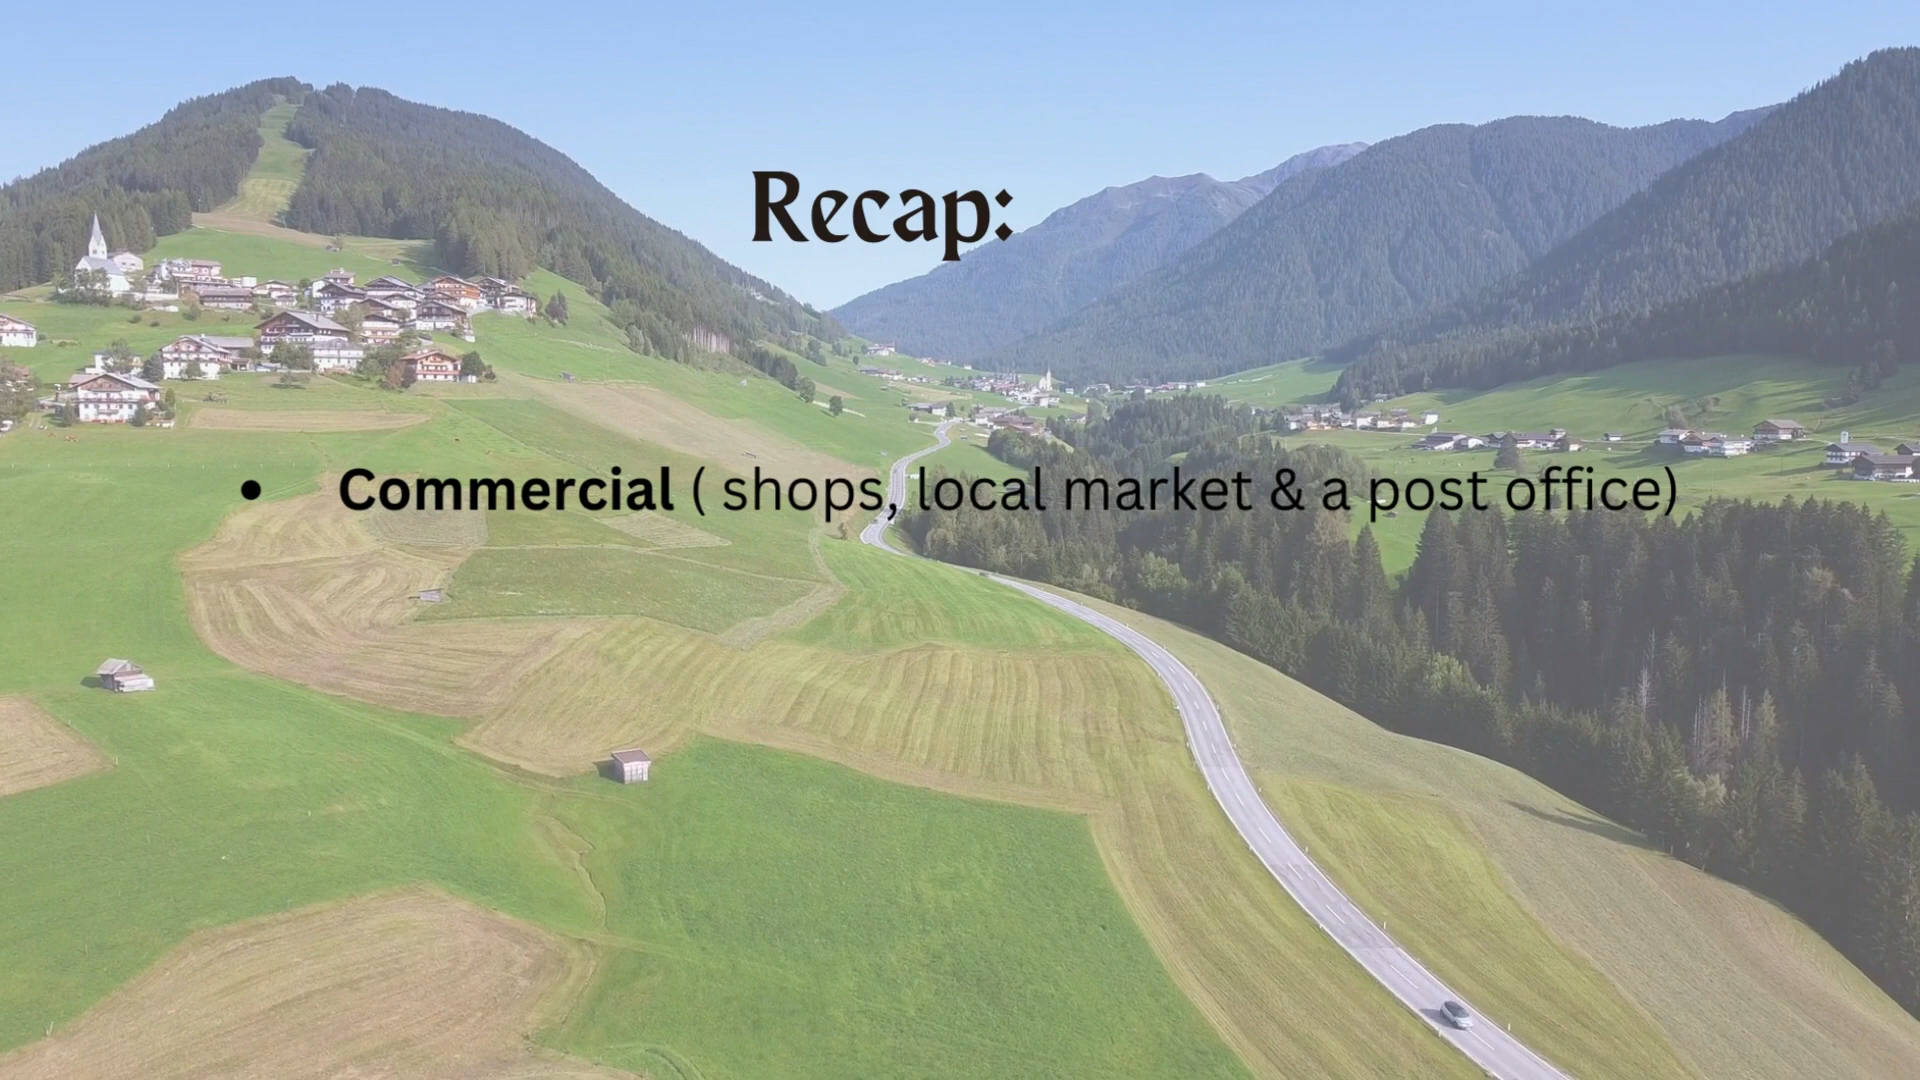 Recap:
• Commercial ( shops, local market & a post office)